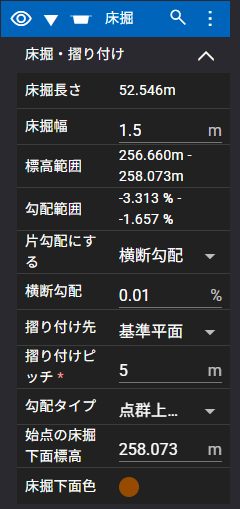 床掘
床掘・摺り付け
床掘長さ 52.546m
床掘幅 1.5 m
標高範囲 256.660m -
258.073m
勾配範囲 -3.313 % -
-1.657 %
片勾配にす
る 横断勾配
横断勾配 0.01 %
摺り付け先 基準平面
摺り付けピ
ッチ * 5 m
勾配タイプ 点群上...
始点の床掘
下面標高 258.073 m
床掘下面色